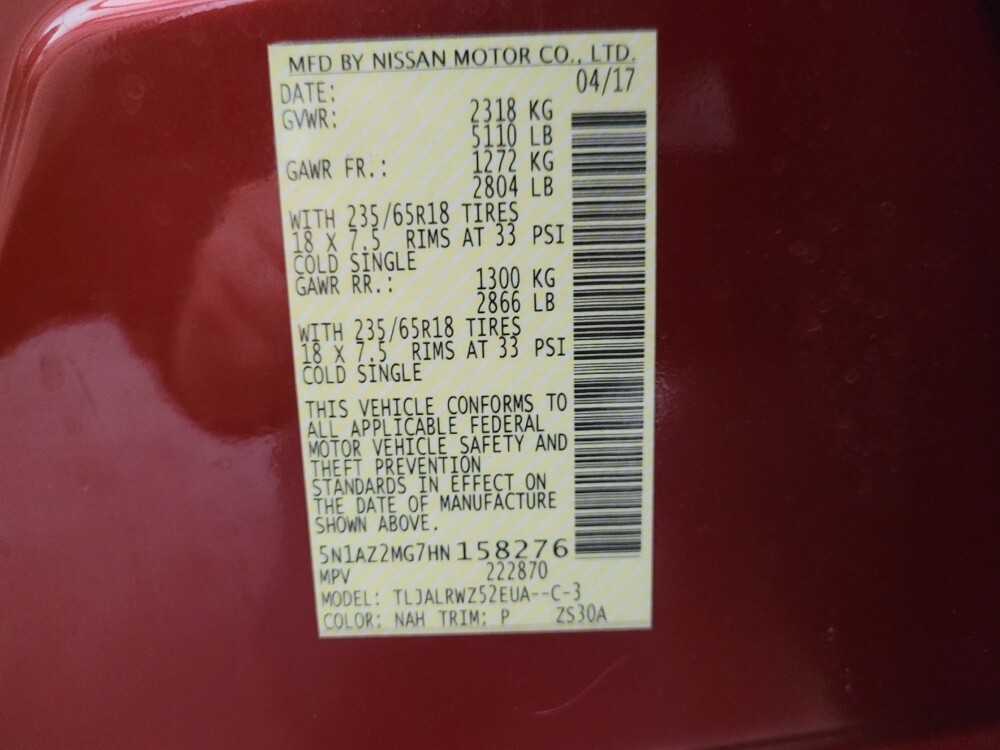 MFD BY NISSAN MOTOR CO., LTD.
DATE: 04/17
GVWR: 2318 KG
5110 LB
GAWR FR.: 1272 KG
2804 LB
WITH 235/65R18 TIRES
18 X 7.5 RIMS AT 33 PSI
COLD SINGLE
GAWR RR.: 1300 KG
2866 LB
WITH 235/65R18 TIRES
18 X 7.5 RIMS AT 33 PSI
COLD SINGLE
THIS VEHICLE CONFORMS TO
ALL APPLICABLE FEDERAL
MOTOR VEHICLE SAFETY AND
THEFT PREVENTION
STANDARDS IN EFFECT ON
THE DATE OF MANUFACTURE
SHOWN ABOVE.
5N1AZ2MG7HN158276
MPV 222870
MODEL: TLJALRWZ52EUA--C-3
COLOR: NAH TRIM: P ZS30A